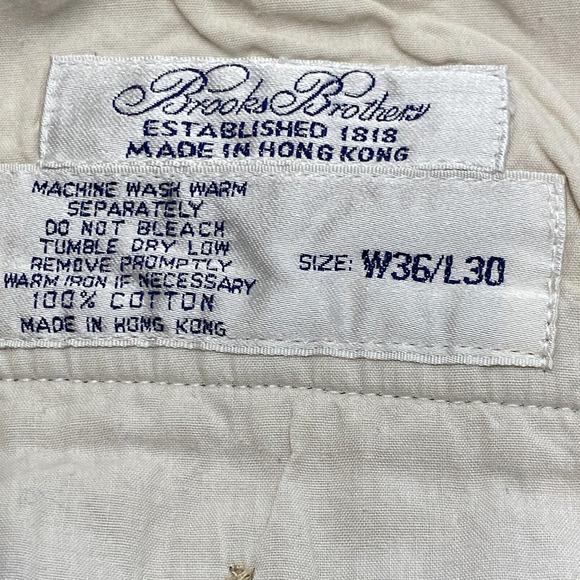 Brooks Brothers
ESTABLISHED 1818
MADE IN HONG KONG
MACHINE WASH WARM
SEPARATELY
DO NOT BLEACH
TUMBLE DRY LOW
REMOVE PROMPTLY
WARM IRON IF NECESSARY
100% COTTON
MADE IN HONG KONG
SIZE: W36/L30